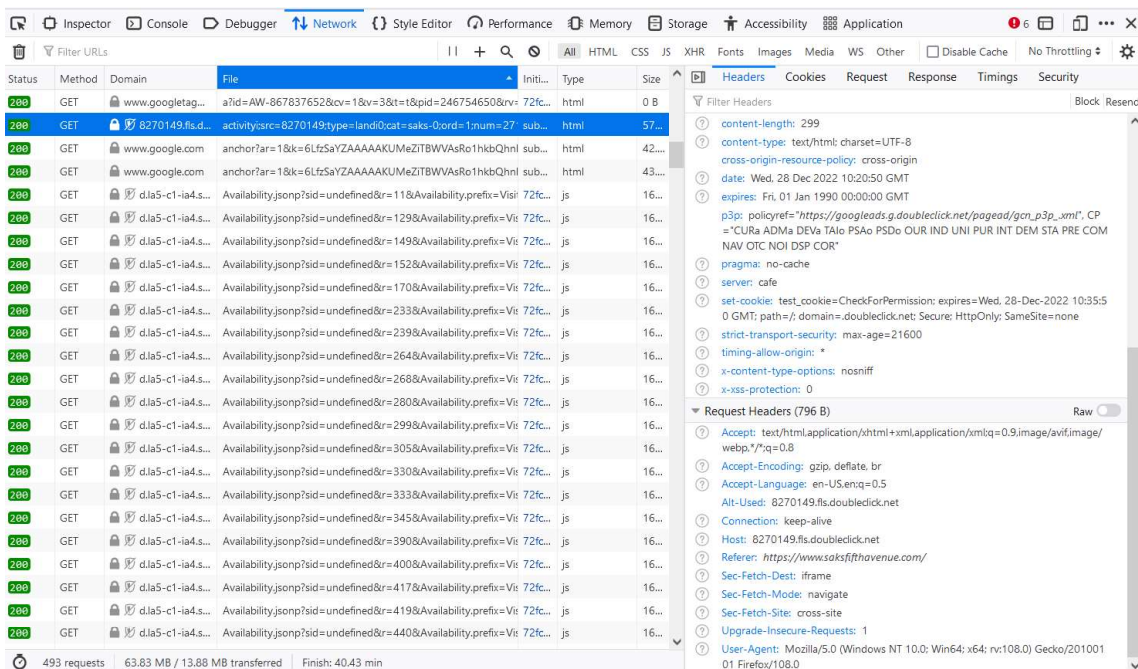 Inspector Console Debugger Network Style Editor Performance Memory Storage Accessibility Application 6
Filter URLs All HTML CSS JS XHR Fonts Images Media WS Other Disable Cache No Throttling
Status Method Domain File Initi... Type Size
200 GET www.googletag... a?id=AW-867837652&cv=1&v=3&t=t&pid=246754650&rv= 72fc... html 0 B
200 GET 8270149.fls.d... activityi;src=8270149;type=landi0;cat=saks-0;ord=1;num=27 sub... html 57...
200 GET www.google.com anchor?ar=1&k=6LfzSaYZAAAAAKUMeZiTBWVAsRo1hkbQhnl sub... html 42...
200 GET www.google.com anchor?ar=1&k=6LfzSaYZAAAAAKUMeZiTBWVAsRo1hkbQhnl sub... html 43...
200 GET d.la5-c1-ia4.s... Availability.jsonp?sid=undefined&r=11&Availability.prefix=Visi 72fc... js 16...
200 GET d.la5-c1-ia4.s... Availability.jsonp?sid=undefined&r=129&Availability.prefix=Vis 72fc... js 16...
200 GET d.la5-c1-ia4.s... Availability.jsonp?sid=undefined&r=149&Availability.prefix=Vis 72fc... js 16...
200 GET d.la5-c1-ia4.s... Availability.jsonp?sid=undefined&r=152&Availability.prefix=Vis 72fc... js 16...
200 GET d.la5-c1-ia4.s... Availability.jsonp?sid=undefined&r=170&Availability.prefix=Vis 72fc... js 16...
200 GET d.la5-c1-ia4.s... Availability.jsonp?sid=undefined&r=233&Availability.prefix=Vis 72fc... js 16...
200 GET d.la5-c1-ia4.s... Availability.jsonp?sid=undefined&r=239&Availability.prefix=Vis 72fc... js 16...
200 GET d.la5-c1-ia4.s... Availability.jsonp?sid=undefined&r=264&Availability.prefix=Vis 72fc... js 16...
200 GET d.la5-c1-ia4.s... Availability.jsonp?sid=undefined&r=268&Availability.prefix=Vis 72fc... js 16...
200 GET d.la5-c1-ia4.s... Availability.jsonp?sid=undefined&r=280&Availability.prefix=Vis 72fc... js 16...
200 GET d.la5-c1-ia4.s... Availability.jsonp?sid=undefined&r=299&Availability.prefix=Vis 72fc... js 16...
200 GET d.la5-c1-ia4.s... Availability.jsonp?sid=undefined&r=305&Availability.prefix=Vis 72fc... js 16...
200 GET d.la5-c1-ia4.s... Availability.jsonp?sid=undefined&r=330&Availability.prefix=Vis 72fc... js 16...
200 GET d.la5-c1-ia4.s... Availability.jsonp?sid=undefined&r=333&Availability.prefix=Vis 72fc... js 16...
200 GET d.la5-c1-ia4.s... Availability.jsonp?sid=undefined&r=345&Availability.prefix=Vis 72fc... js 16...
200 GET d.la5-c1-ia4.s... Availability.jsonp?sid=undefined&r=390&Availability.prefix=Vis 72fc... js 16...
200 GET d.la5-c1-ia4.s... Availability.jsonp?sid=undefined&r=400&Availability.prefix=Vis 72fc... js 16...
200 GET d.la5-c1-ia4.s... Availability.jsonp?sid=undefined&r=417&Availability.prefix=Vis 72fc... js 16...
200 GET d.la5-c1-ia4.s... Availability.jsonp?sid=undefined&r=419&Availability.prefix=Vis 72fc... js 16...
200 GET d.la5-c1-ia4.s... Availability.jsonp?sid=undefined&r=440&Availability.prefix=Vis 72fc... js 16...
493 requests 63.83 MB / 13.88 MB transferred Finish: 40.43 min
Headers Cookies Request Response Timings Security
Filter Headers Block Resend
content-length: 299
content-type: text/html; charset=UTF-8
cross-origin-resource-policy: cross-origin
date: Wed, 28 Dec 2022 10:20:50 GMT
expires: Fri, 01 Jan 1990 00:00:00 GMT
p3p: policyref="https://googleads.g.doubleclick.net/pagead/gcn_p3p_.xml", CP
="CURa ADMa DEVa TAIo PSAo PSDo OUR IND UNI PUR INT DEM STA PRE COM
NAV OTC NOI DSP COR"
pragma: no-cache
server: cafe
set-cookie: test_cookie=CheckForPermission; expires=Wed, 28-Dec-2022 10:35:5
0 GMT; path=/; domain=.doubleclick.net; Secure; HttpOnly; SameSite=none
strict-transport-security: max-age=21600
timing-allow-origin: *
x-content-type-options: nosniff
x-xss-protection: 0
Request Headers (796 B) Raw
Accept: text/html,application/xhtml+xml,application/xml;q=0.9,image/avif,image/
webp,*/*;q=0.8
Accept-Encoding: gzip, deflate, br
Accept-Language: en-US,en;q=0.5
Alt-Used: 8270149.fls.doubleclick.net
Connection: keep-alive
Host: 8270149.fls.doubleclick.net
Referer: https://www.saksfifthavenue.com/
Sec-Fetch-Dest: iframe
Sec-Fetch-Mode: navigate
Sec-Fetch-Site: cross-site
Upgrade-Insecure-Requests: 1
User-Agent: Mozilla/5.0 (Windows NT 10.0; Win64; x64; rv:108.0) Gecko/201001
01 Firefox/108.0